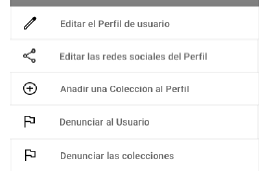 Editar el Perfil de usuario
Editar las redes sociales del Perfil
Anadir una Colección al Perfil
Denunciar al Usuario
Denunciar las colecciones